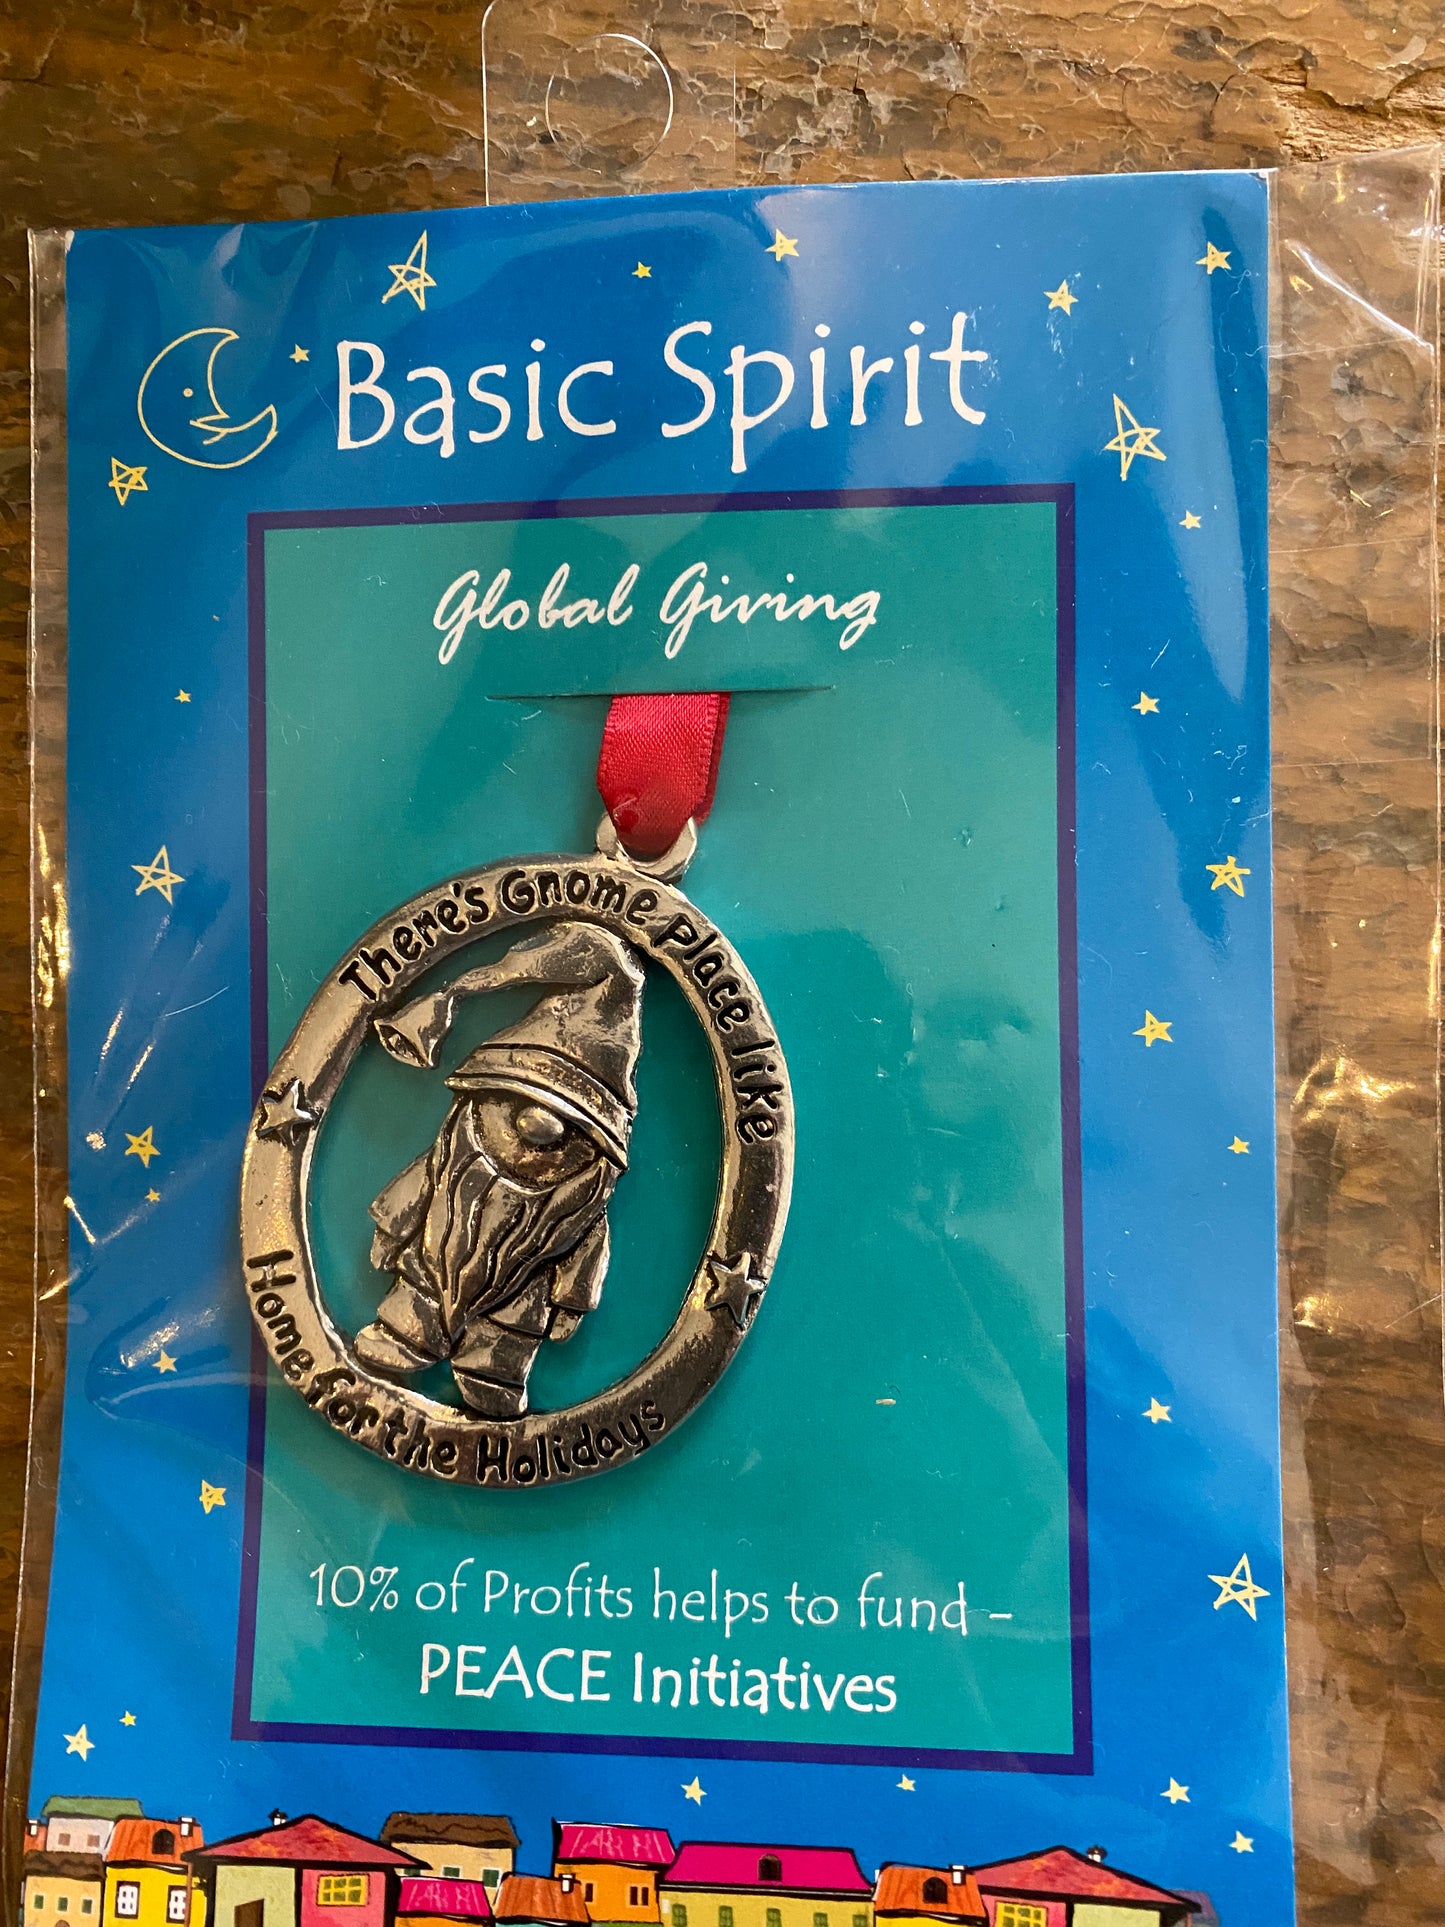 Basic Spirit
Global Giving
There's Gnome place like
Home for the Holidays
10% of Profits helps to fund -
PEACE Initiatives